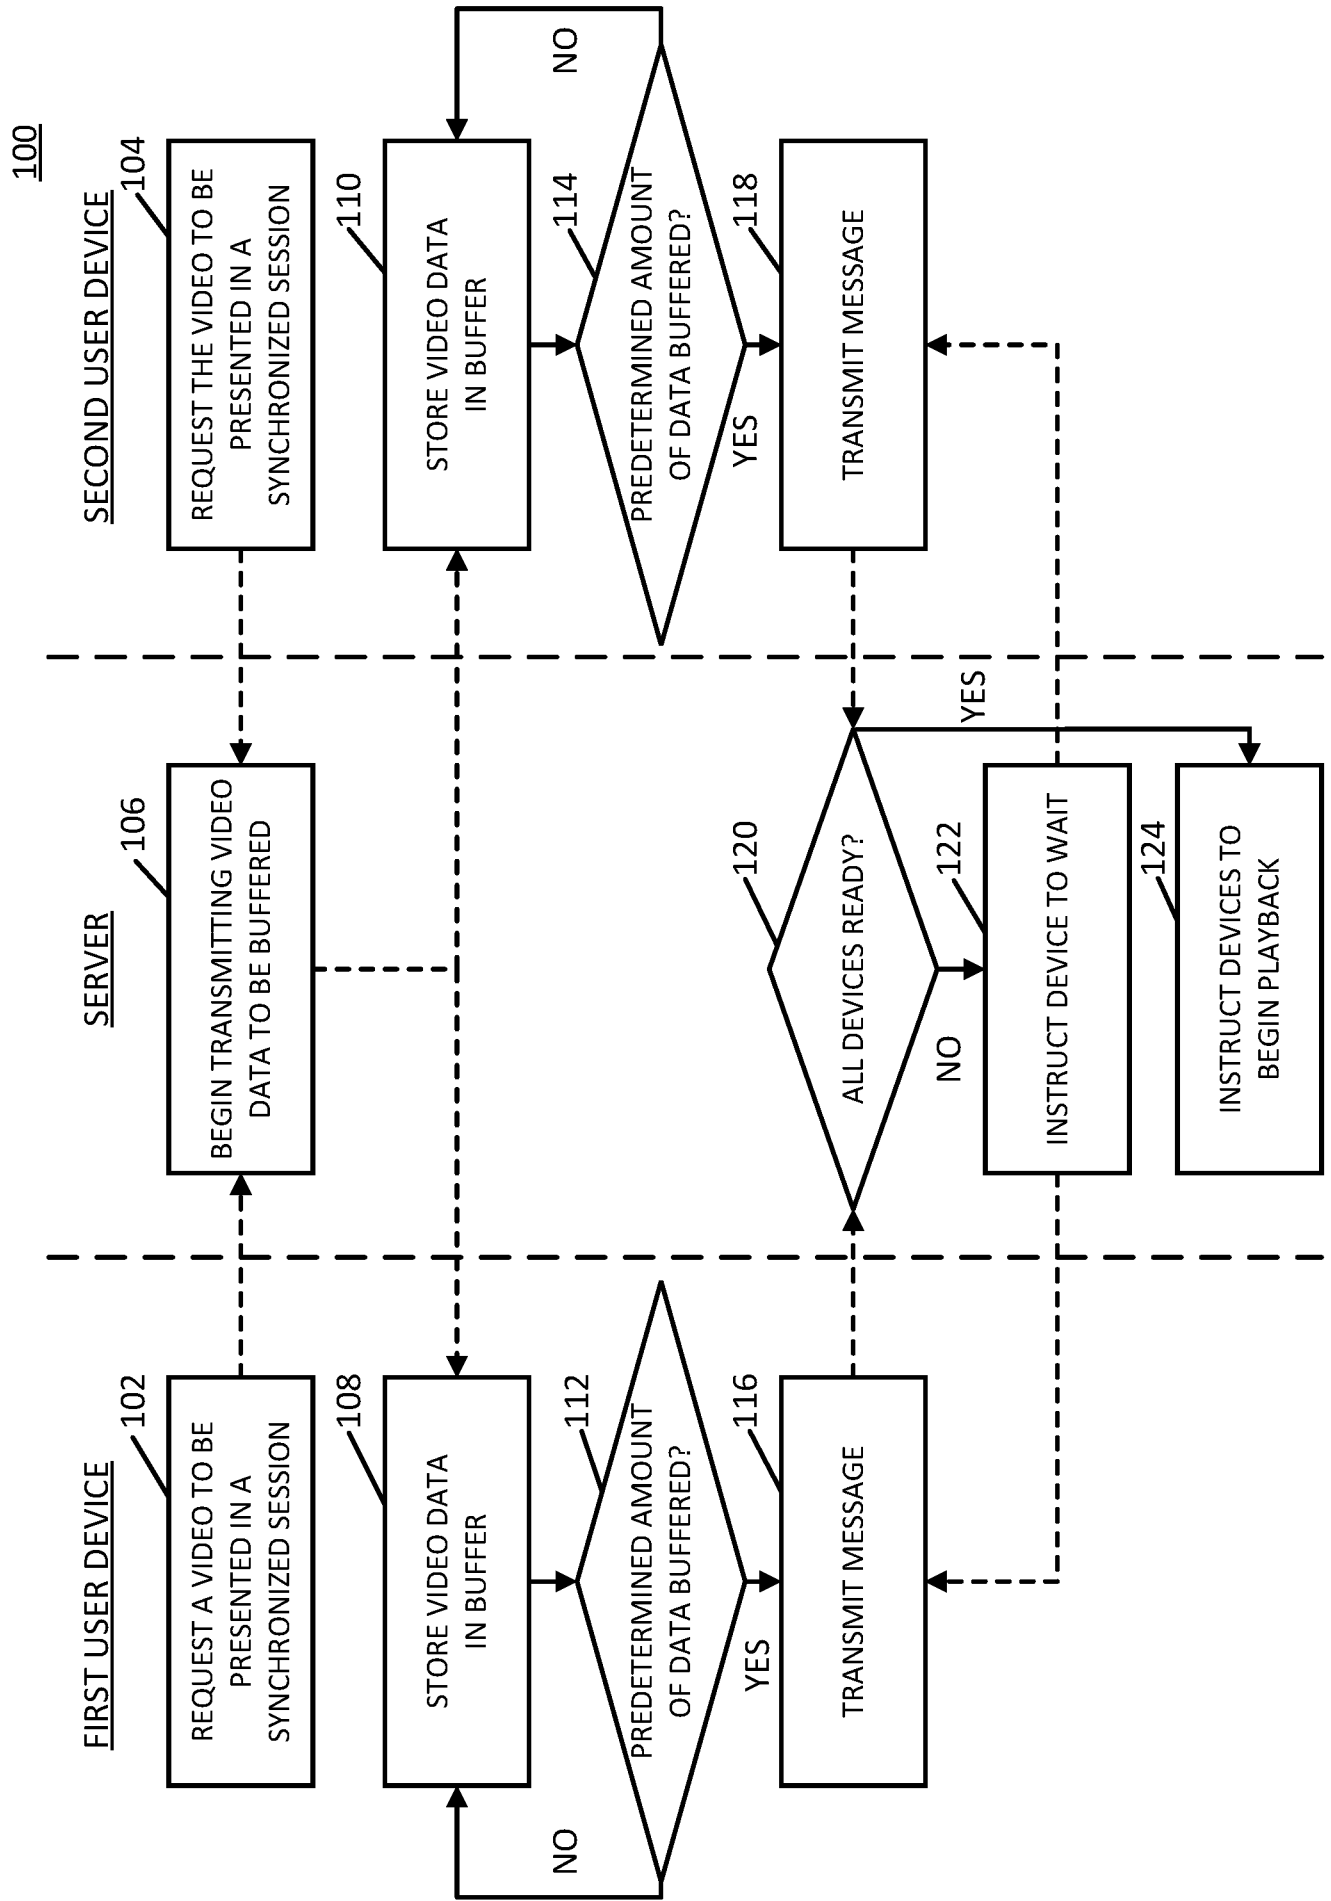 100
FIRST USER DEVICE
SERVER
SECOND USER DEVICE
102
REQUEST A VIDEO TO BE
PRESENTED IN A
SYNCHRONIZED SESSION
106
BEGIN TRANSMITTING VIDEO
DATA TO BE BUFFERED
104
REQUEST THE VIDEO TO BE
PRESENTED IN A
SYNCHRONIZED SESSION
108
STORE VIDEO DATA
IN BUFFER
110
STORE VIDEO DATA
IN BUFFER
NO
112
PREDETERMINED AMOUNT
OF DATA BUFFERED?
YES
114
PREDETERMINED AMOUNT
OF DATA BUFFERED?
NO
YES
116
TRANSMIT MESSAGE
120
ALL DEVICES READY?
118
TRANSMIT MESSAGE
NO
YES
122
INSTRUCT DEVICE TO WAIT
124
INSTRUCT DEVICES TO
BEGIN PLAYBACK